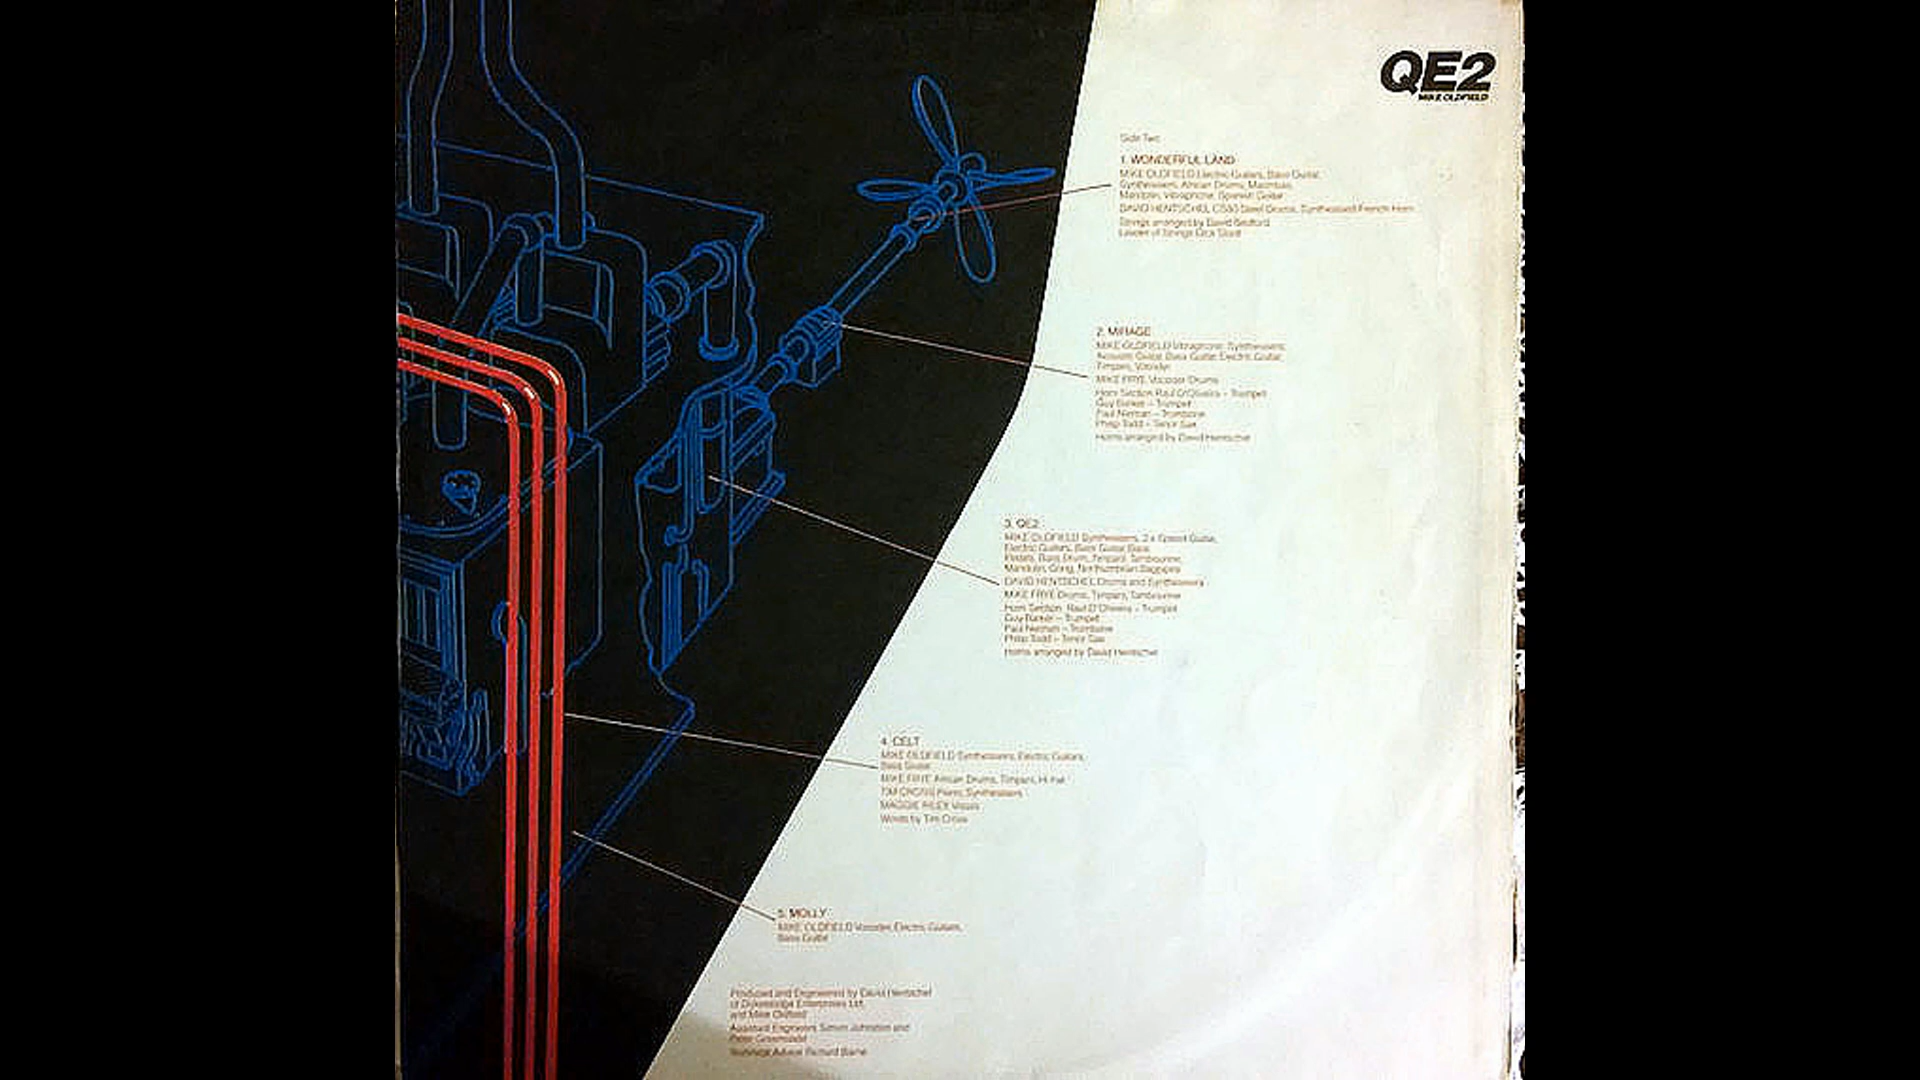 QE2
MIKE OLDFIELD
Side Two
1. WONDERFUL LAND
MIKE OLDFIELD Electric Guitars, Bass Guitar,
Synthesisers, African Drums, Marimbas,
Mandolin, Vibraphone, Spanish Guitar
DAVID HENTSCHEL CS80 Steel Drums, Synthesised French Horn
Strings arranged by David Bedford
Leader of Strings Dick Studt
2. MIRAGE
MIKE OLDFIELD Vibraphone, Synthesisers,
Acoustic Guitar, Bass Guitar, Electric Guitar,
Timpani, Vocoder
MIKE FRYE Vocoder Drums
Horn Section Raul D'Oliveira – Trumpet
Guy Barker – Trumpet
Paul Nieman – Trombone
Philip Todd – Tenor Sax
Horns arranged by David Hentschel
3. QE2
MIKE OLDFIELD Synthesisers, 2 x Speed Guitar,
Electric Guitars, Bass Guitar, Bass
Pedals, Bass Drum, Timpani, Tambourine,
Mandolin, Gong, Northumbrian Bagpipes
DAVID HENTSCHEL Drums and Synthesisers
MIKE FRYE Drums, Timpani, Tambourine
Horn Section: Raul D'Oliveira – Trumpet
Guy Barker – Trumpet
Paul Nieman – Trombone
Philip Todd – Tenor Sax
Horns arranged by David Hentschel
4. CELT
MIKE OLDFIELD Synthesisers, Electric Guitars,
Bass Guitar
MIKE FRYE African Drums, Timpani, Hi-hat
TIM CROSS Piano, Synthesisers
MAGGIE RILEY Vocals
Words by Tim Cross
5. MOLLY
MIKE OLDFIELD Vocoder, Electric Guitars,
Bass Guitar
Produced and Engineered by David Hentschel
of Dukeslodge Enterprises Ltd.
and Mike Oldfield
Assistant Engineers Simon Johnston and
Peter
Technical Advice Richard Barrie